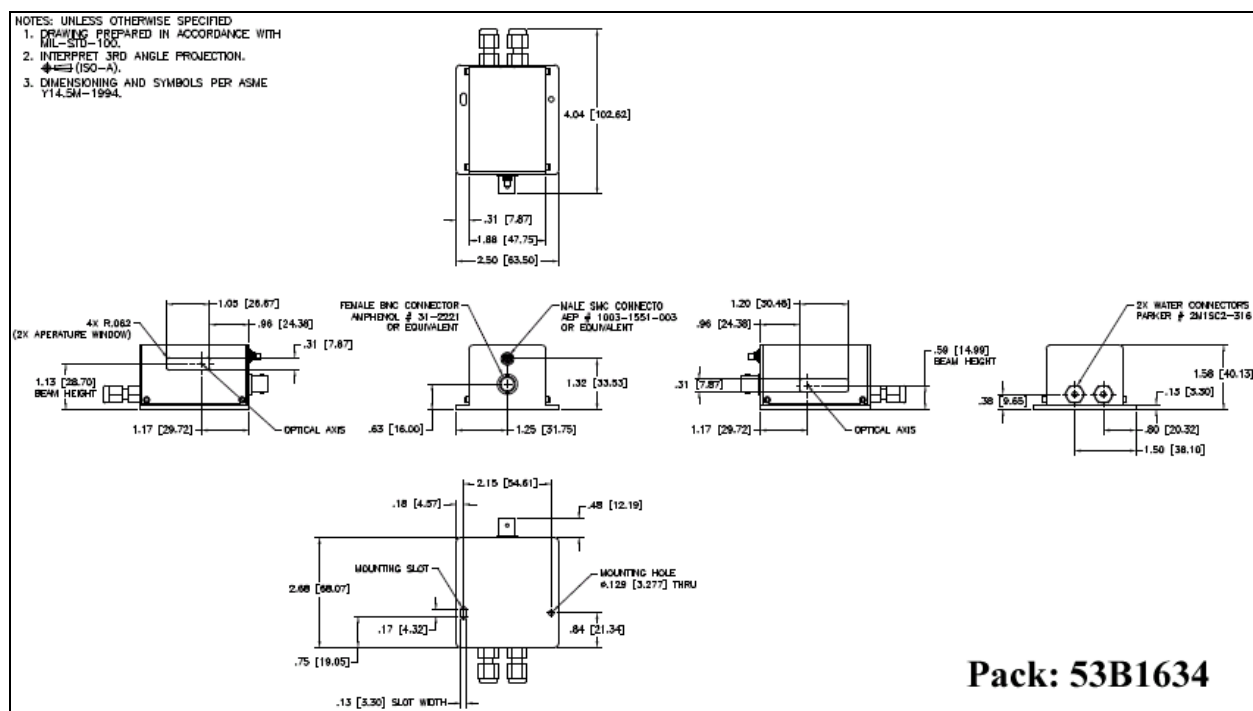 NOTES: UNLESS OTHERWISE SPECIFIED
1. DRAWING PREPARED IN ACCORDANCE WITH
MIL-STD-100.
2. INTERPRET 3RD ANGLE PROJECTION.
(ISO-A).
3. DIMENSIONING AND SYMBOLS PER ASME
Y14.5M-1994.
4.04 [102.62]
.31 [7.87]
1.88 [47.75]
2.50 [63.50]
1.05 [26.67]
4X R.062
(2X APERATURE WINDOW)
.96 [24.38]
.31 [7.87]
1.13 [28.70]
BEAM HEIGHT
1.17 [29.72]
OPTICAL AXIS
FEMALE BNC CONNECTOR
AMPHENOL # 31-2221
OR EQUIVALENT
MALE SMC CONNECTO
AEP # 1003-1551-003
OR EQUIVALENT
1.32 [33.53]
.63 [16.00]
1.25 [31.75]
1.20 [30.48]
.96 [24.38]
.31 [7.87]
.59 [14.99]
BEAM HEIGHT
1.17 [29.72]
OPTICAL AXIS
2X WATER CONNECTORS
PARKER # 2M1SC2-316
1.58 [40.13]
.38 [9.65]
.13 [3.30]
.80 [20.32]
1.50 [38.10]
2.15 [54.61]
.18 [4.57]
.48 [12.19]
MOUNTING SLOT
MOUNTING HOLE
ø.129 [3.277] THRU
2.68 [68.07]
.17 [4.32]
.84 [21.34]
.75 [19.05]
.13 [3.30] SLOT WIDTH
Pack: 53B1634